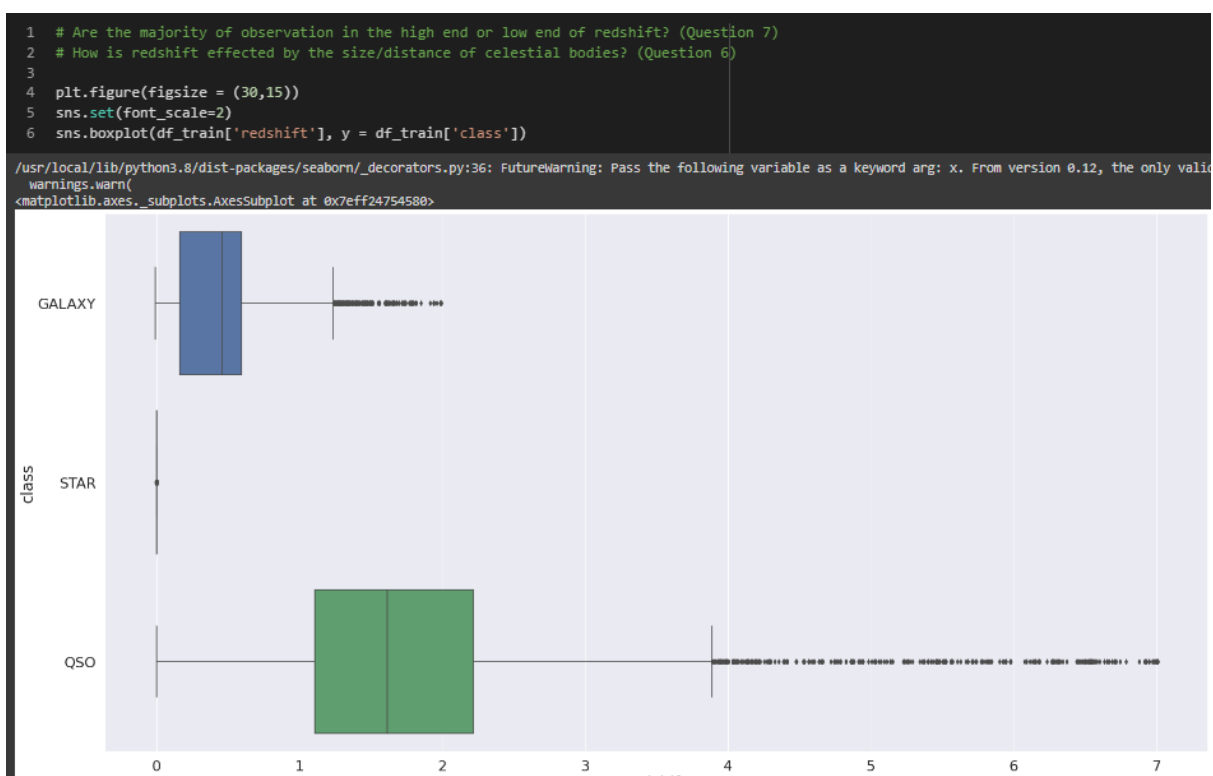 1 # Are the majority of observation in the high end or low end of redshift? (Question 7)
2 # How is redshift effected by the size/distance of celestial bodies? (Question 6)
3
4 plt.figure(figsize = (30,15))
5 sns.set(font_scale=2)
6 sns.boxplot(df_train['redshift'], y = df_train['class'])
/usr/local/lib/python3.8/dist-packages/seaborn/_decorators.py:36: FutureWarning: Pass the following variable as a keyword arg: x. From version 0.12, the only
warnings.warn(
<matplotlib.axes._subplots.AxesSubplot at 0x7eff24754580>
GALAXY
class
STAR
QSO
0 1 2 3 4 5 6 7